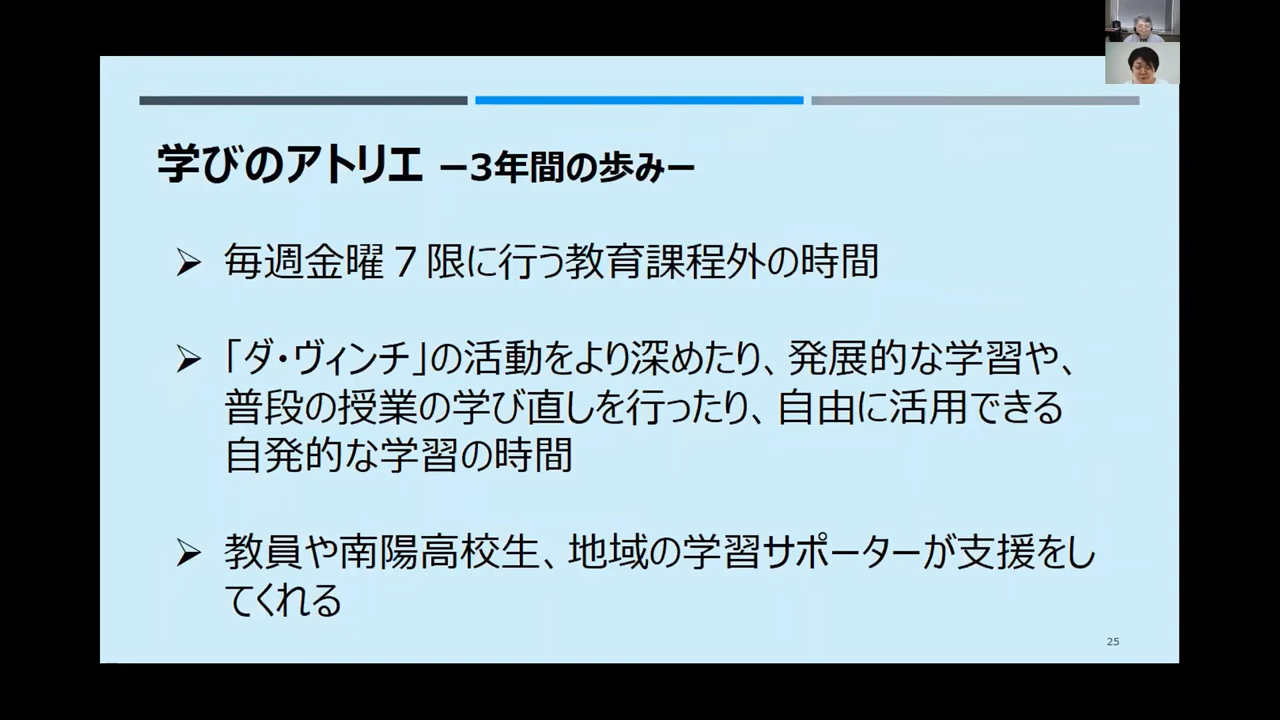 学びのアトリエ －3年間の歩み－
➢ 毎週金曜７限に行う教育課程外の時間
➢ 「ダ・ヴィンチ」の活動をより深めたり、発展的な学習や、
普段の授業の学び直しを行ったり、自由に活用できる
自発的な学習の時間
➢ 教員や南陽高校生、地域の学習サポーターが支援をし
てくれる
25